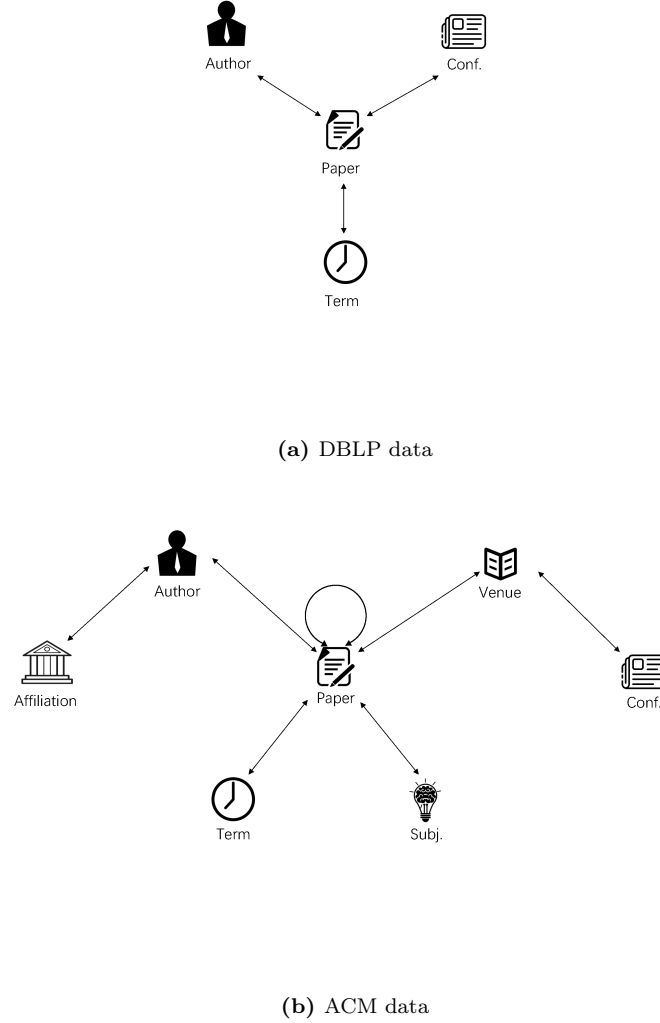 Author
Conf.
Paper
Term
(a) DBLP data
Author
Venue
Affiliation
Paper
Conf.
Term
Subj.
(b) ACM data